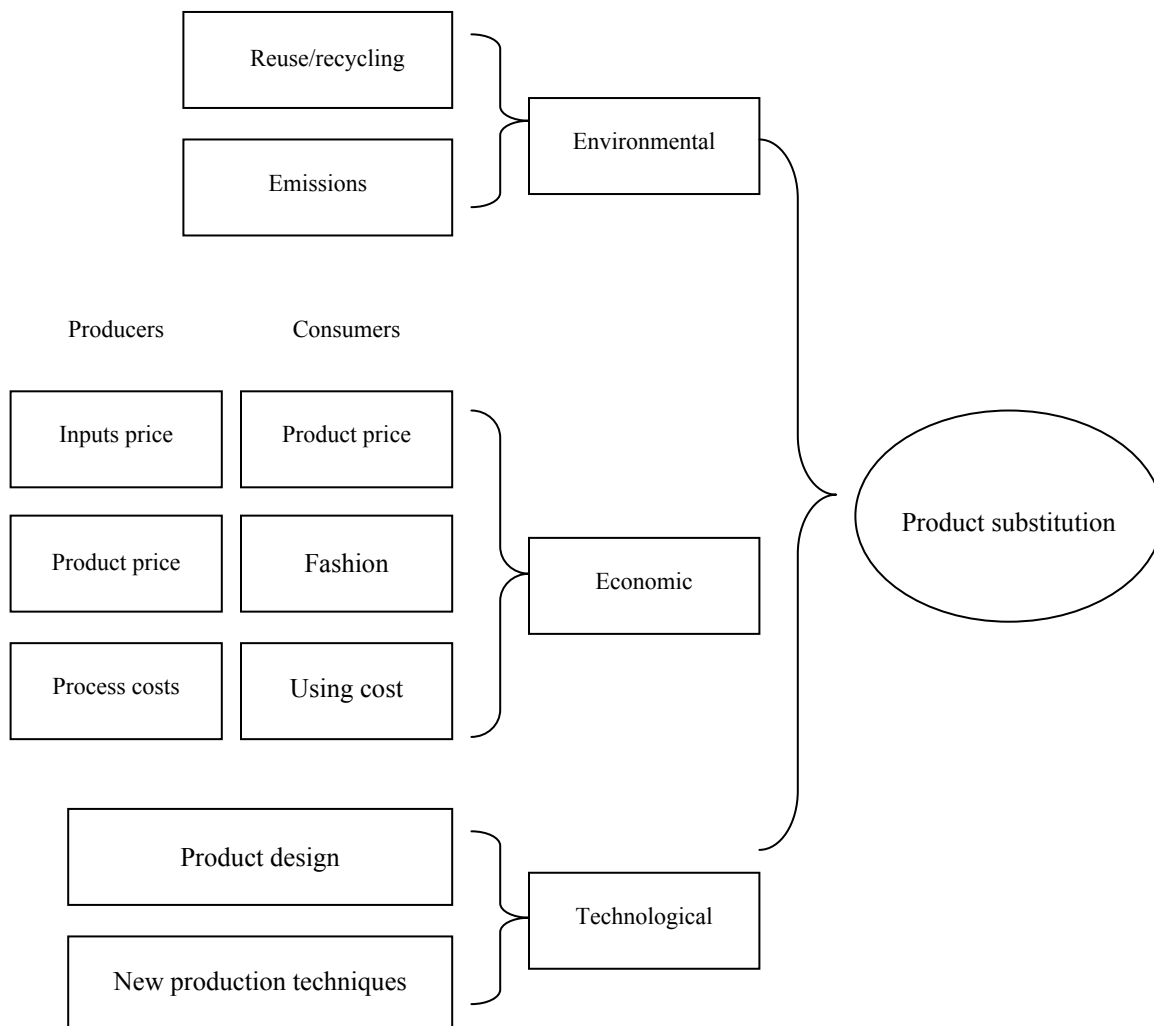 Reuse/recycling
Environmental
Emissions
Producers
Consumers
Inputs price
Product price
Product price
Fashion
Economic
Process costs
Using cost
Product substitution
Product design
Technological
New production techniques